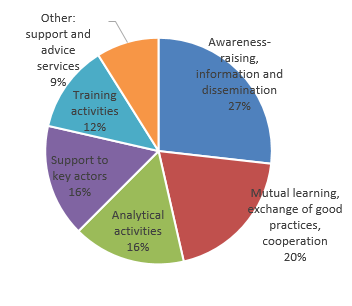 Other:
support and
advice
services
9%
Awareness-
raising,
information and
dissemination
27%
Training
activities
12%
Support to
key actors
16%
Mutual learning,
exchange of good
practices,
cooperation
20%
Analytical
activities
16%